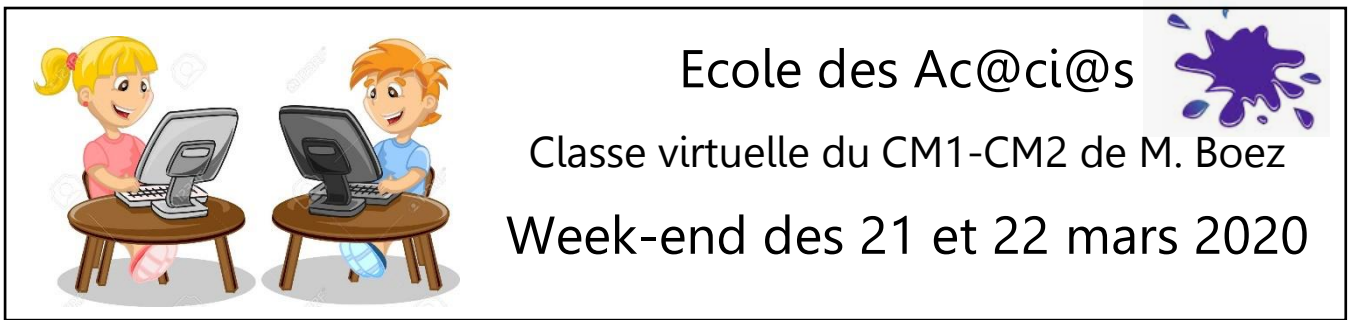 Ecole des Ac@ci@s
Classe virtuelle du CM1-CM2 de M. Boez
Week-end des 21 et 22 mars 2020